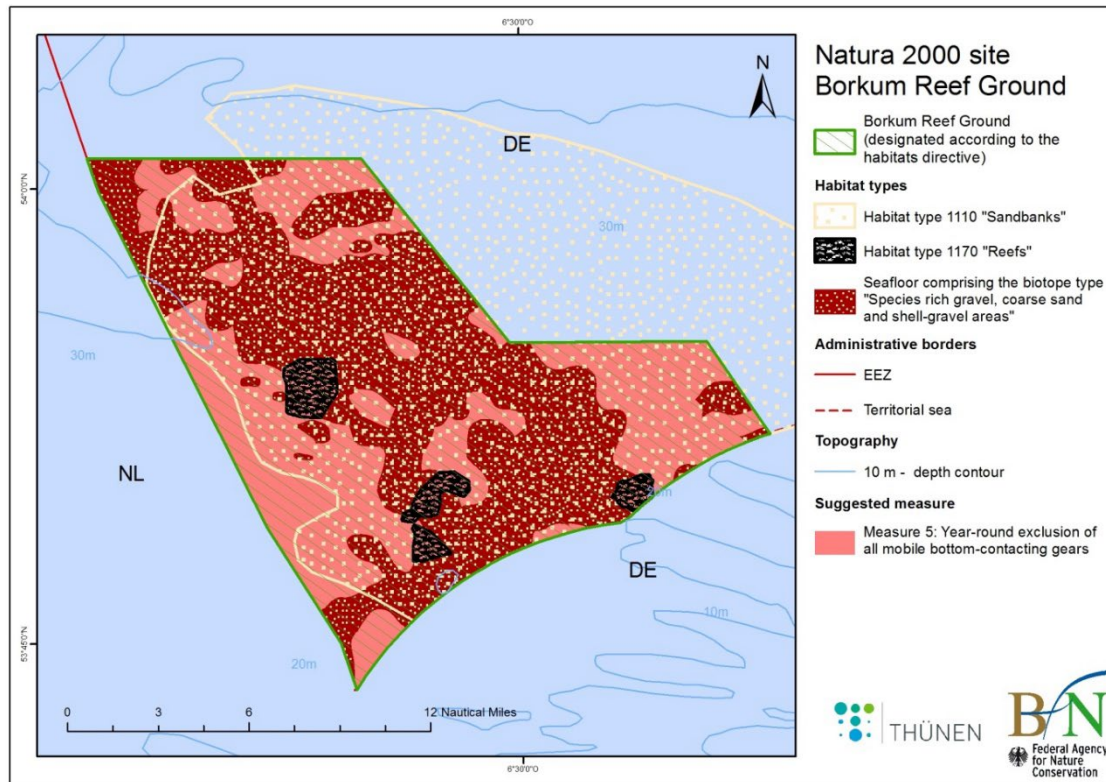 6°30'0"O
54°0'0"N
53°45'0"N
6°30'0"O
N
DE
30m
30m
NL
20m
DE
10m
20m
0 3 6 12 Nautical Miles
Natura 2000 site
Borkum Reef Ground
Borkum Reef Ground
(designated according to the
habitats directive)
Habitat types
Habitat type 1110 "Sandbanks"
Habitat type 1170 "Reefs"
Seafloor comprising the biotope type
"Species rich gravel, coarse sand
and shell-gravel areas"
Administrative borders
EEZ
Territorial sea
Topography
10 m - depth contour
Suggested measure
Measure 5: Year-round exclusion of
all mobile bottom-contacting gears
THÜNEN
BfN
Federal Agency
for Nature
Conservation